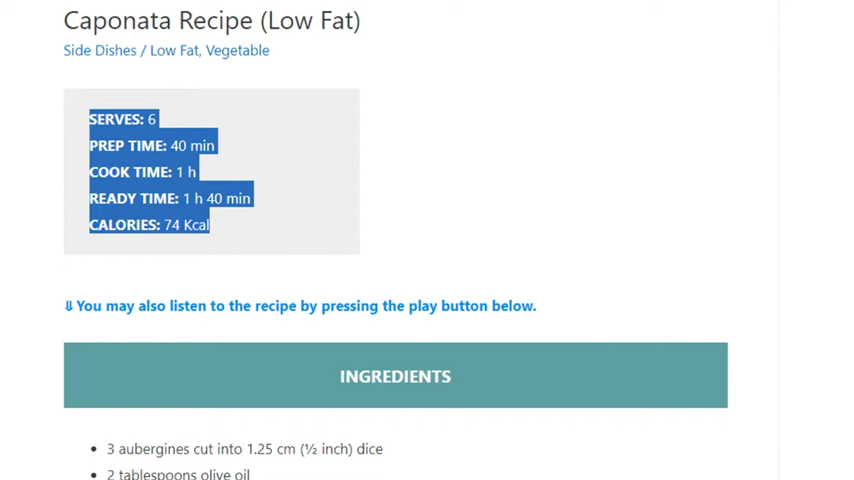 Caponata Recipe (Low Fat)
Side Dishes / Low Fat, Vegetable
SERVES: 6
PREP TIME: 40 min
COOK TIME: 1 h
READY TIME: 1 h 40 min
CALORIES: 74 Kcal
⇓ You may also listen to the recipe by pressing the play button below.
INGREDIENTS
• 3 aubergines cut into 1.25 cm (½ inch) dice
• 2 tablespoons olive oil